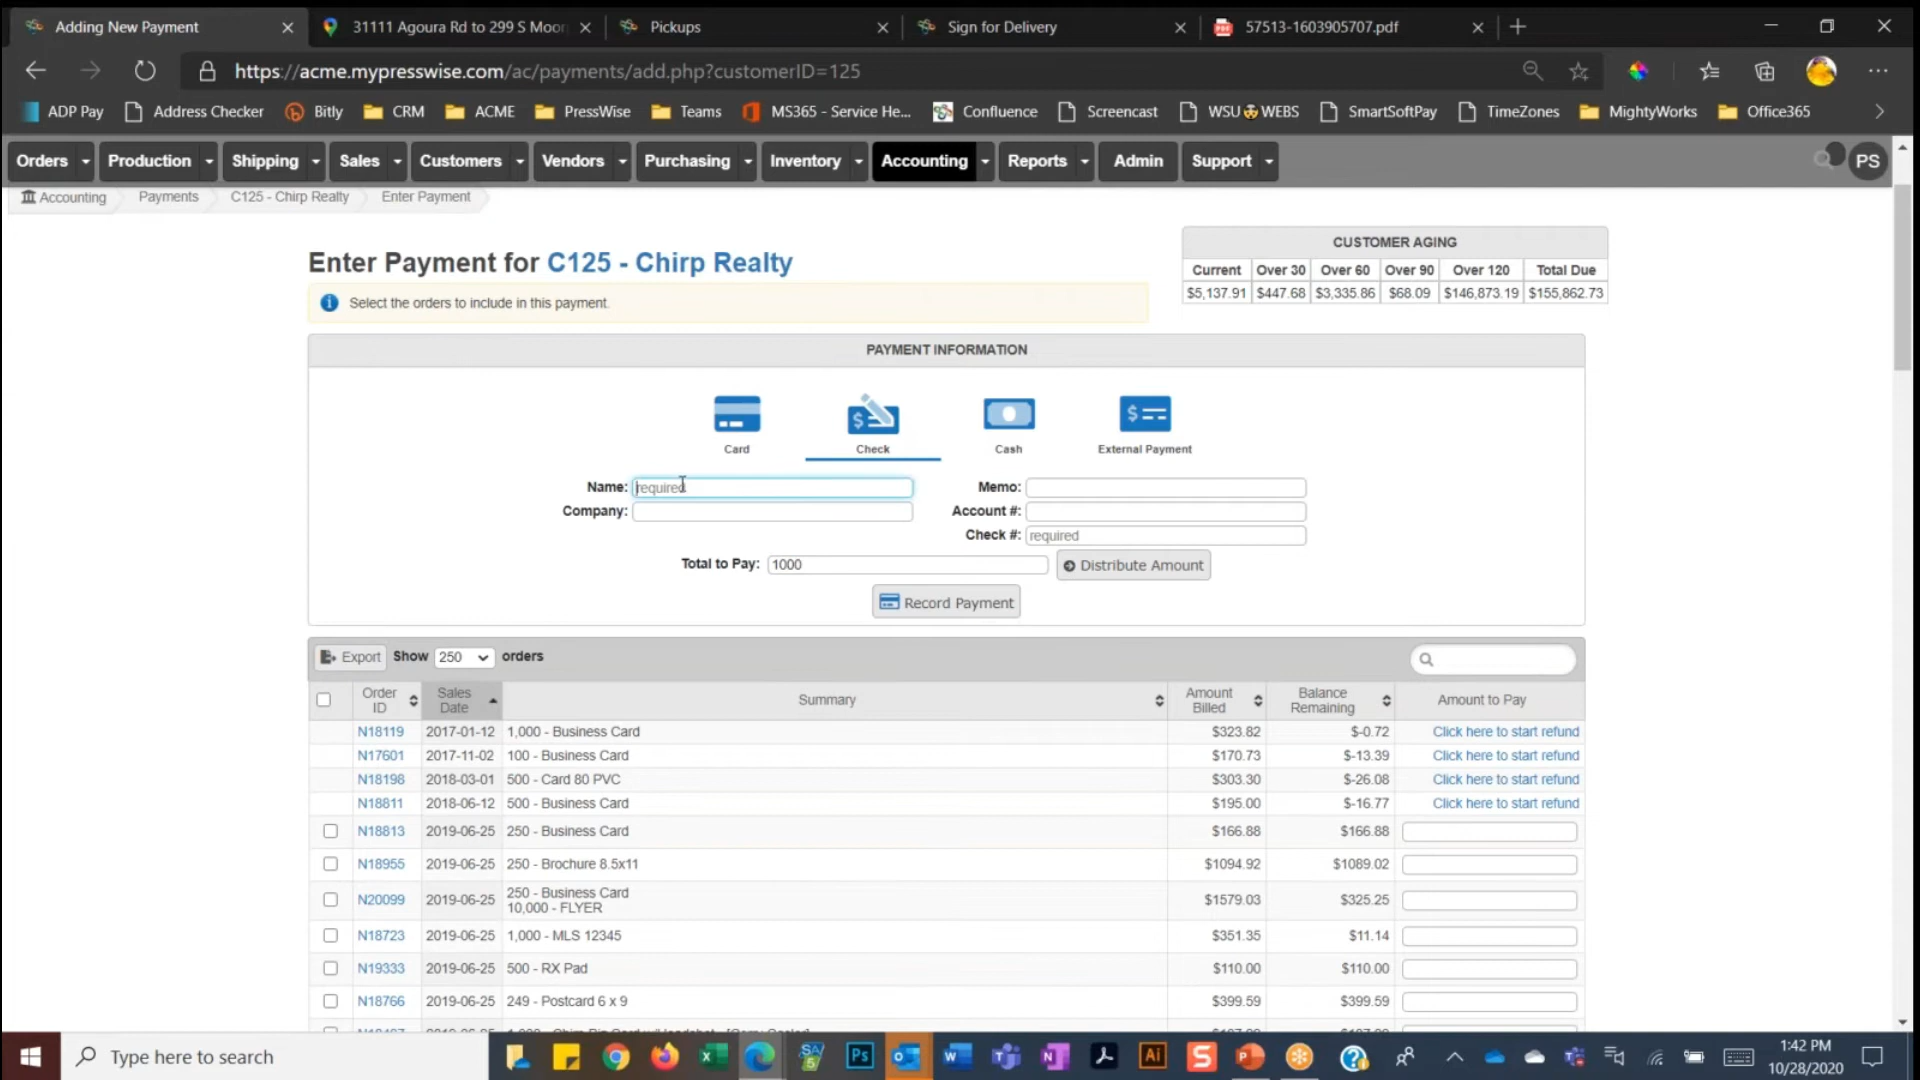 Adding New Payment
31111 Agoura Rd to 299 S Moor
Pickups
Sign for Delivery
57513-1603905707.pdf
https://acme.mypresswise.com/ac/payments/add.php?customerID=125
ADP Pay
Address Checker
Bitly
CRM
ACME
PressWise
Teams
MS365 - Service He...
Confluence
Screencast
WSU WEBS
SmartSoftPay
TimeZones
MightyWorks
Office365
Orders
Production
Shipping
Sales
Customers
Vendors
Purchasing
Inventory
Accounting
Reports
Admin
Support
PS
Accounting
Payments
C125 - Chirp Realty
Enter Payment
Enter Payment for C125 - Chirp Realty
Select the orders to include in this payment.
CUSTOMER AGING
Current Over 30 Over 60 Over 90 Over 120 Total Due
$5,137.91 $447.68 $3,335.86 $68.09 $146,873.19 $155,862.73
PAYMENT INFORMATION
Card
Check
Cash
External Payment
Name: required
Memo:
Company:
Account #:
Check #: required
Total to Pay: 1000
Distribute Amount
Record Payment
Export Show 250 orders
Order ID
Sales Date
Summary
Amount Billed
Balance Remaining
Amount to Pay
N18119 2017-01-12 1,000 - Business Card $323.82 $-0.72 Click here to start refund
N17601 2017-11-02 100 - Business Card $170.73 $-13.39 Click here to start refund
N18198 2018-03-01 500 - Card 80 PVC $303.30 $-26.08 Click here to start refund
N18811 2018-06-12 500 - Business Card $195.00 $-16.77 Click here to start refund
N18813 2019-06-25 250 - Business Card $166.88 $166.88
N18955 2019-06-25 250 - Brochure 8.5x11 $1094.92 $1089.02
N20099 2019-06-25 250 - Business Card $1579.03 $325.25
10,000 - FLYER
N18723 2019-06-25 1,000 - MLS 12345 $351.35 $11.14
N19333 2019-06-25 500 - RX Pad $110.00 $110.00
N18766 2019-06-25 249 - Postcard 6 x 9 $399.59 $399.59
Type here to search
1:42 PM
10/28/2020